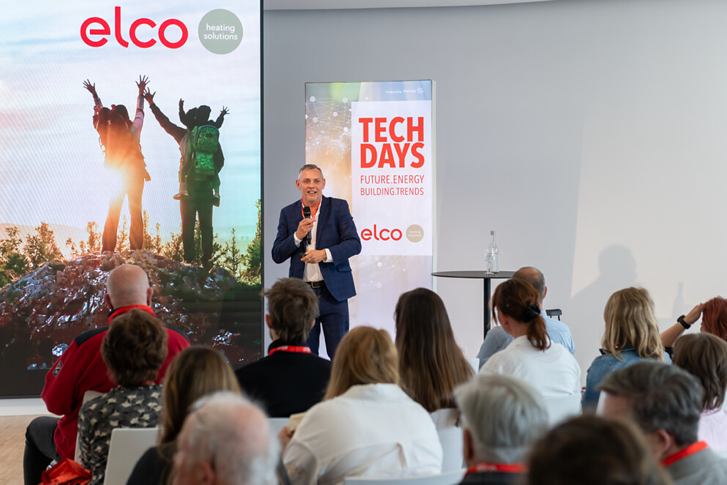 elco
heating
solutions
TECH
DAYS
FUTURE.ENERGY
BUILDING.TRENDS
elco